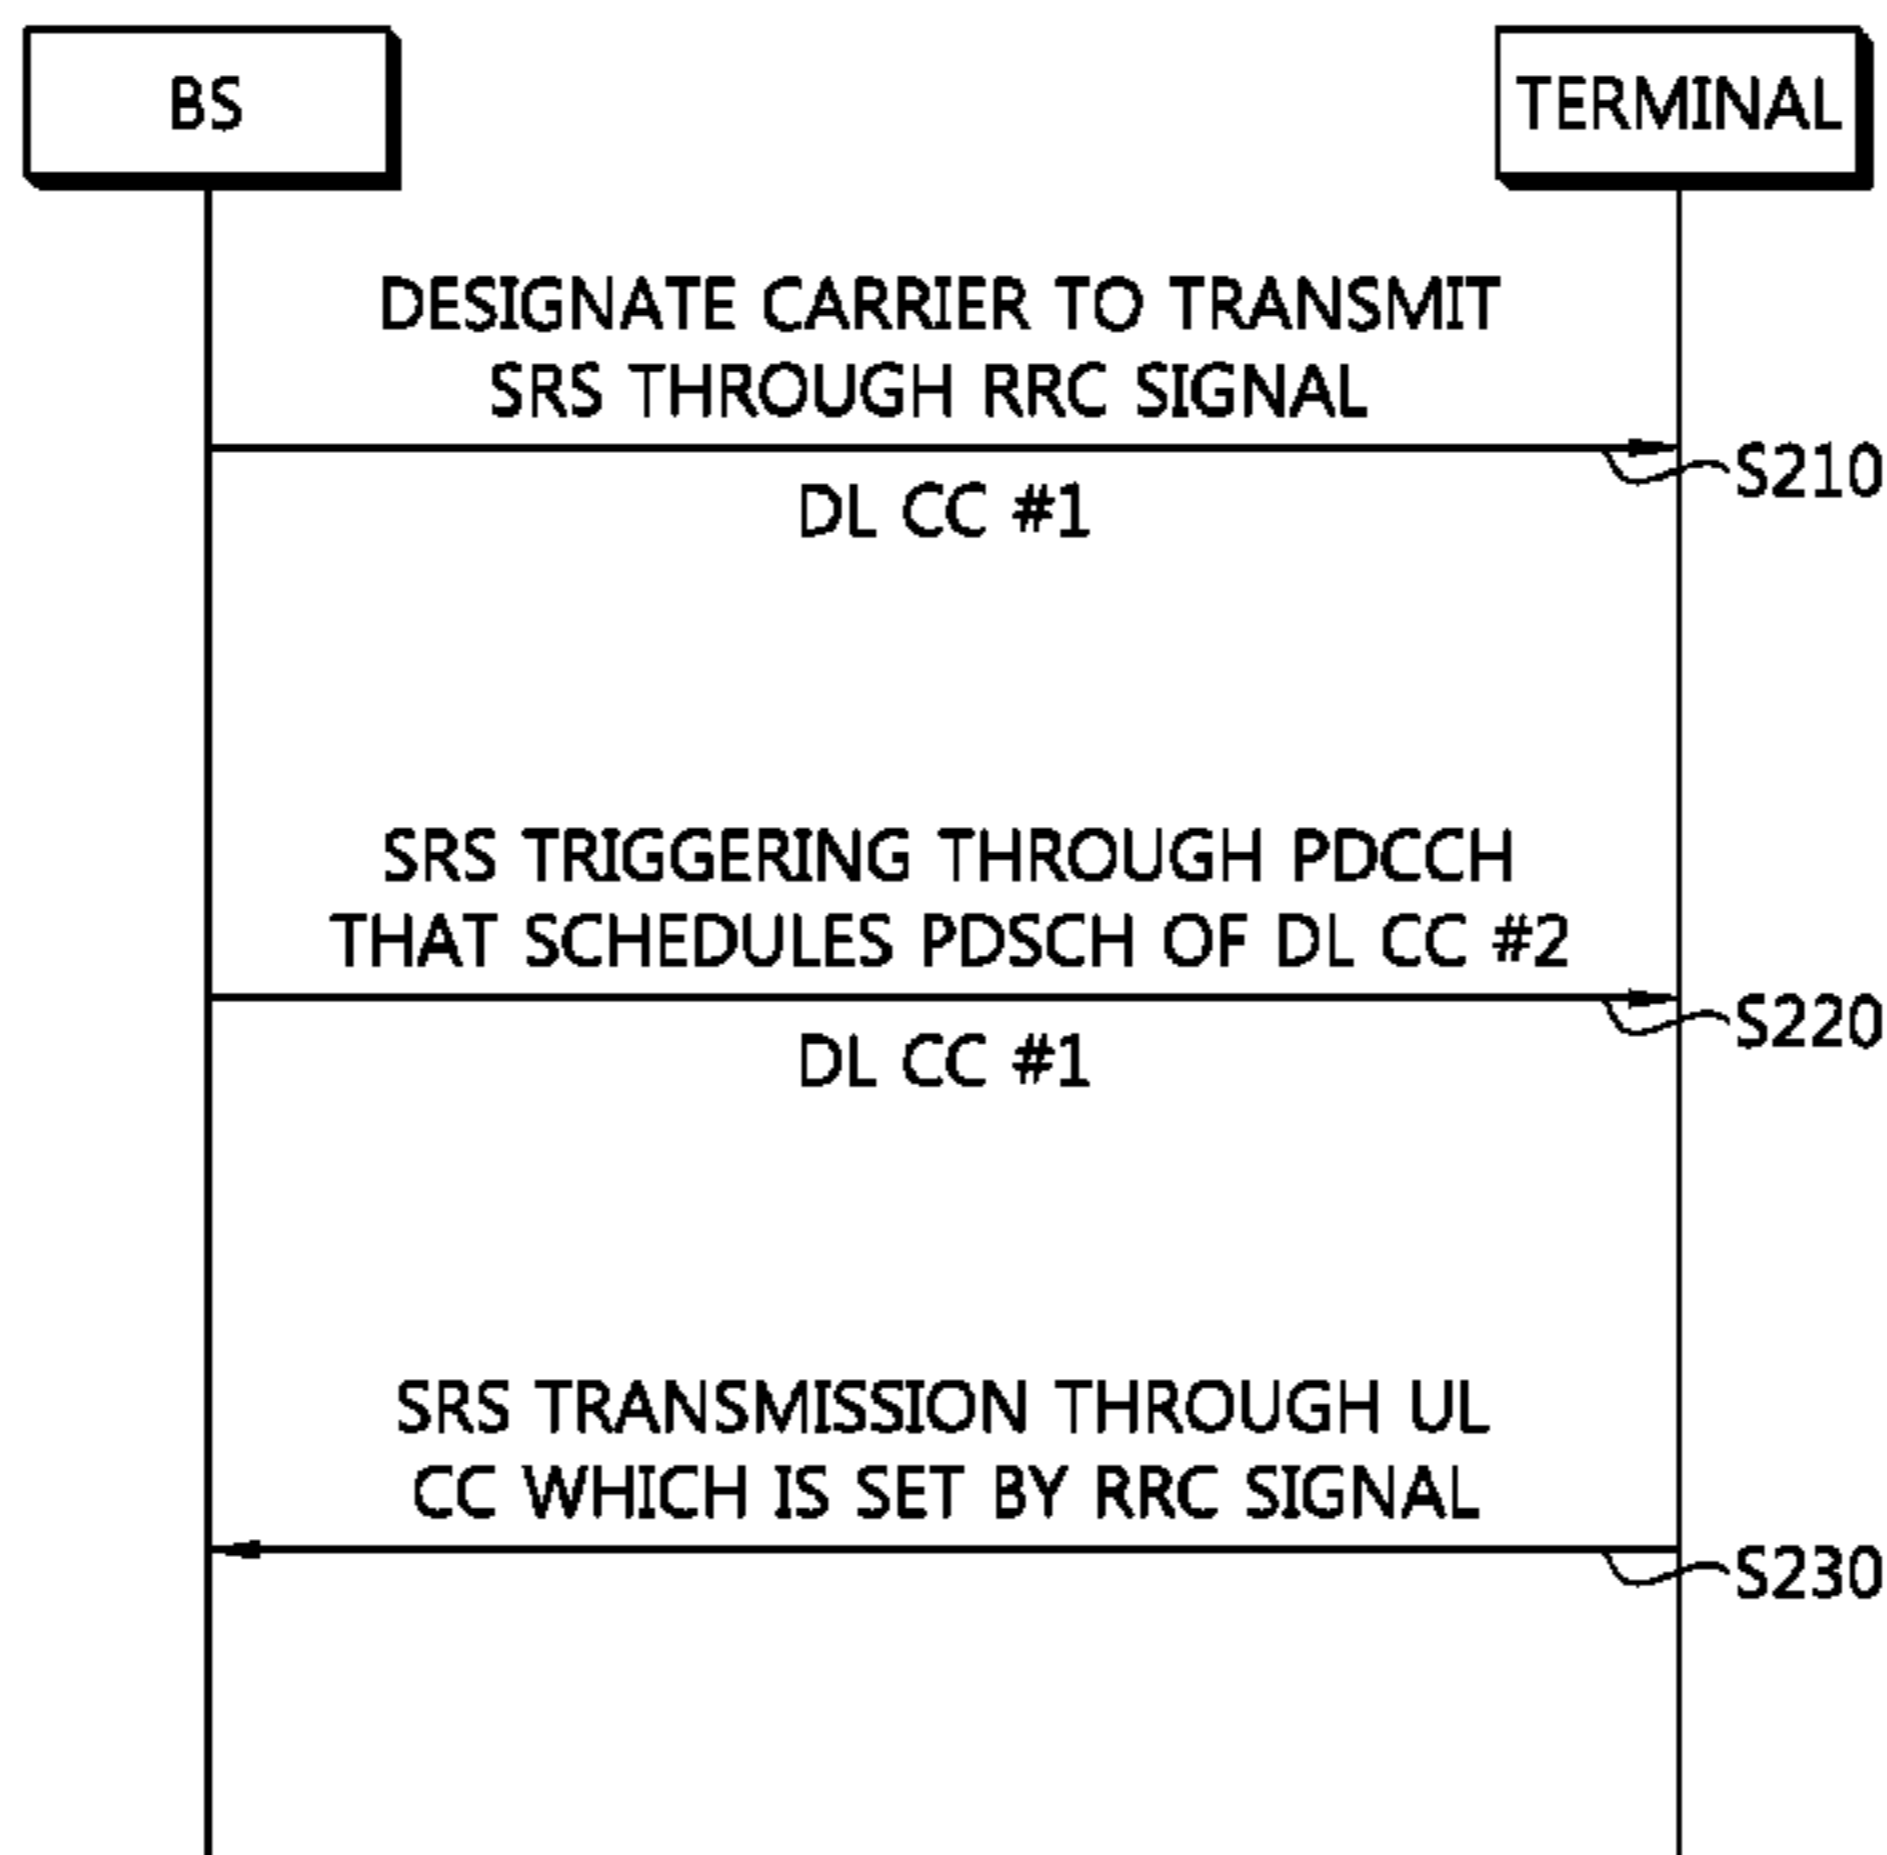 BS
TERMINAL
DESIGNATE CARRIER TO TRANSMIT
SRS THROUGH RRC SIGNAL
S210
DL CC #1
SRS TRIGGERING THROUGH PDCCH
THAT SCHEDULES PDSCH OF DL CC #2
S220
DL CC #1
SRS TRANSMISSION THROUGH UL
CC WHICH IS SET BY RRC SIGNAL
S230